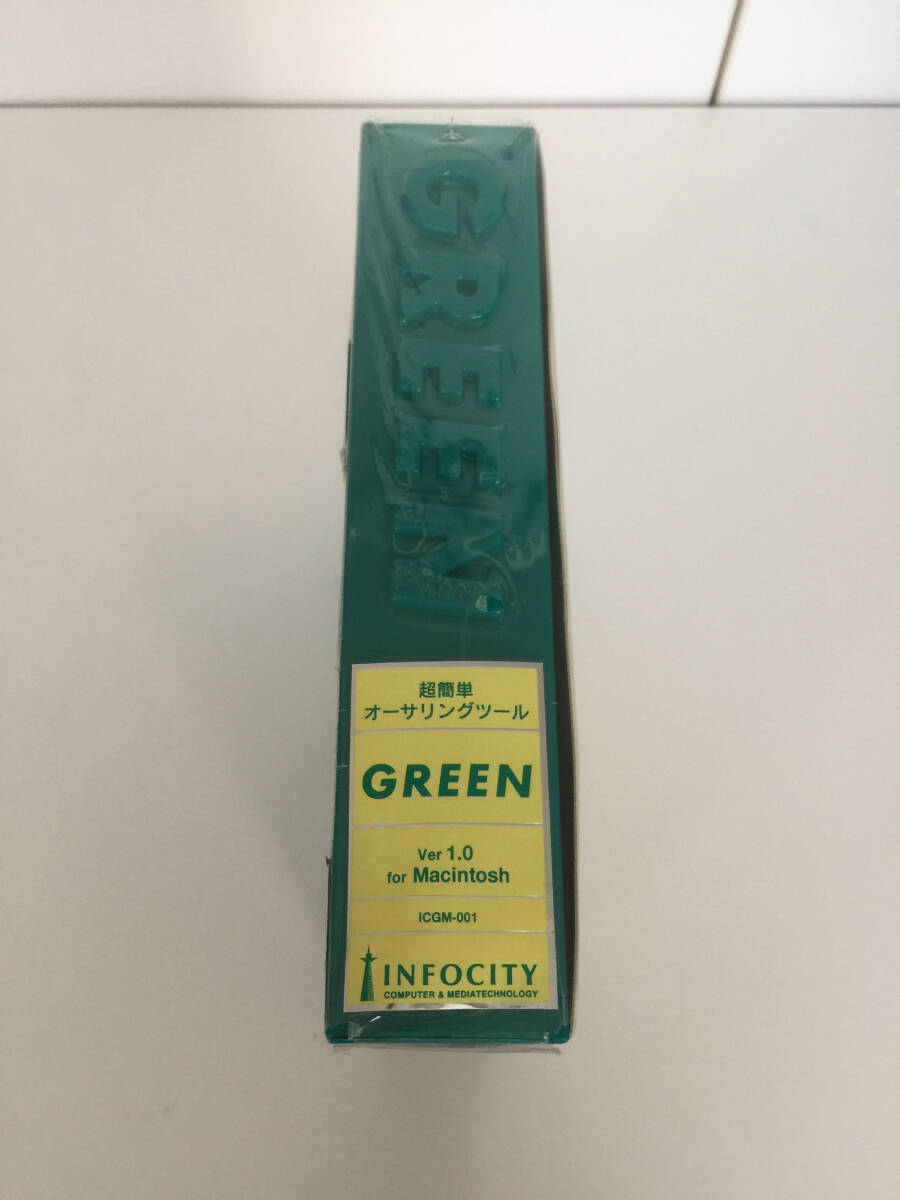 GREEN
超簡単
オーサリングツール
GREEN
Ver 1.0
for Macintosh
ICGM-001
INFOCITY
COMPUTER & MEDIATECHNOLOGY